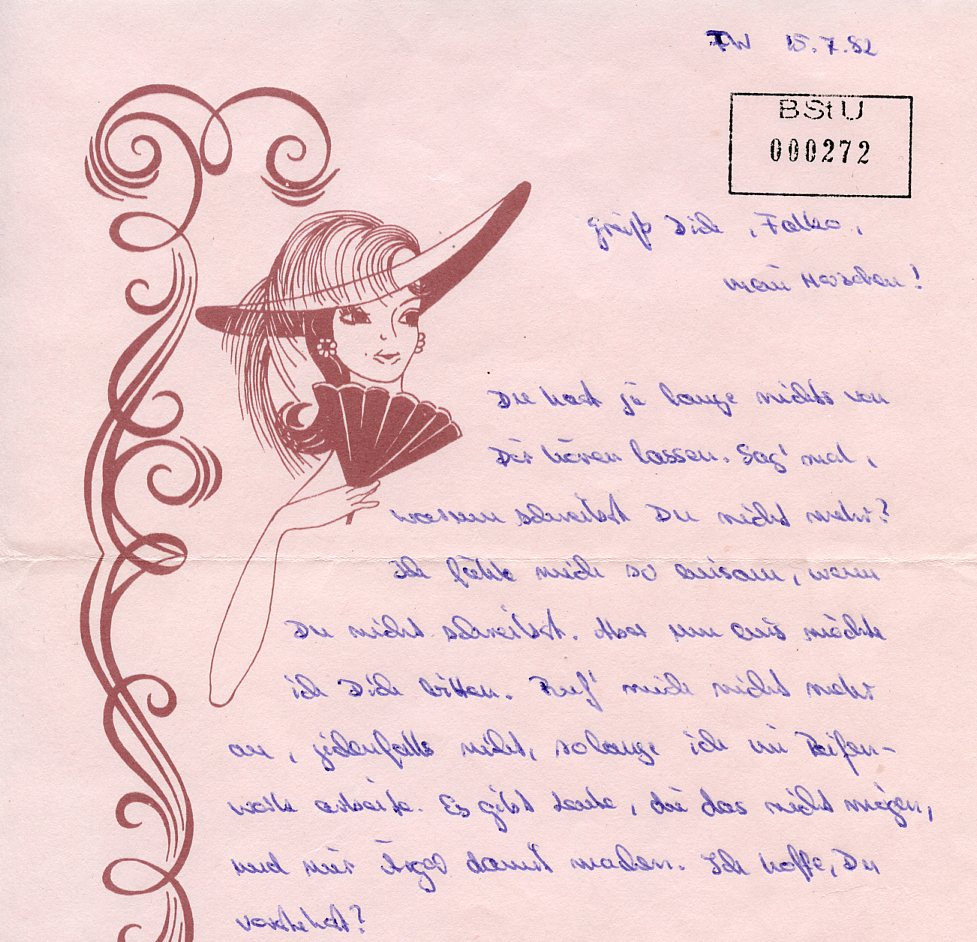 FW 15.7.82
BStU
000272
Grüß Dich, Falko,
mein Herzchen!
Du hast ja lange nichts von
Dir hören lassen. Sag' mal,
warum schreibst Du nicht mehr?
Ich fühle mich so einsam, wenn
Du nicht schreibst. Aber um eins möchte
ich Dich bitten. Ruf' mich nicht mehr
an, jedenfalls nicht, solange ich im Reifen-
werk arbeite. Es gibt Leute, die das nicht mögen,
und mir Ärger damit machen. Ich hoffe, Du
verstehst?